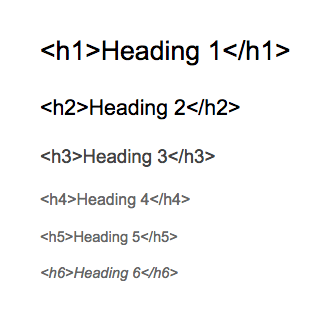 <h1>Heading 1</h1>
<h2>Heading 2</h2>
<h3>Heading 3</h3>
<h4>Heading 4</h4>
<h5>Heading 5</h5>
<h6>Heading 6</h6>